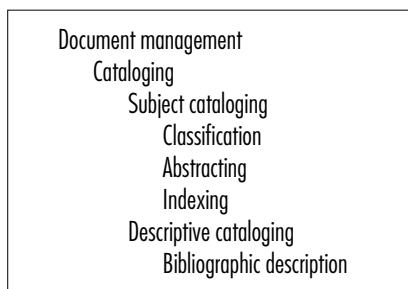 Document management
Cataloging
Subject cataloging
Classification
Abstracting
Indexing
Descriptive cataloging
Bibliographic description